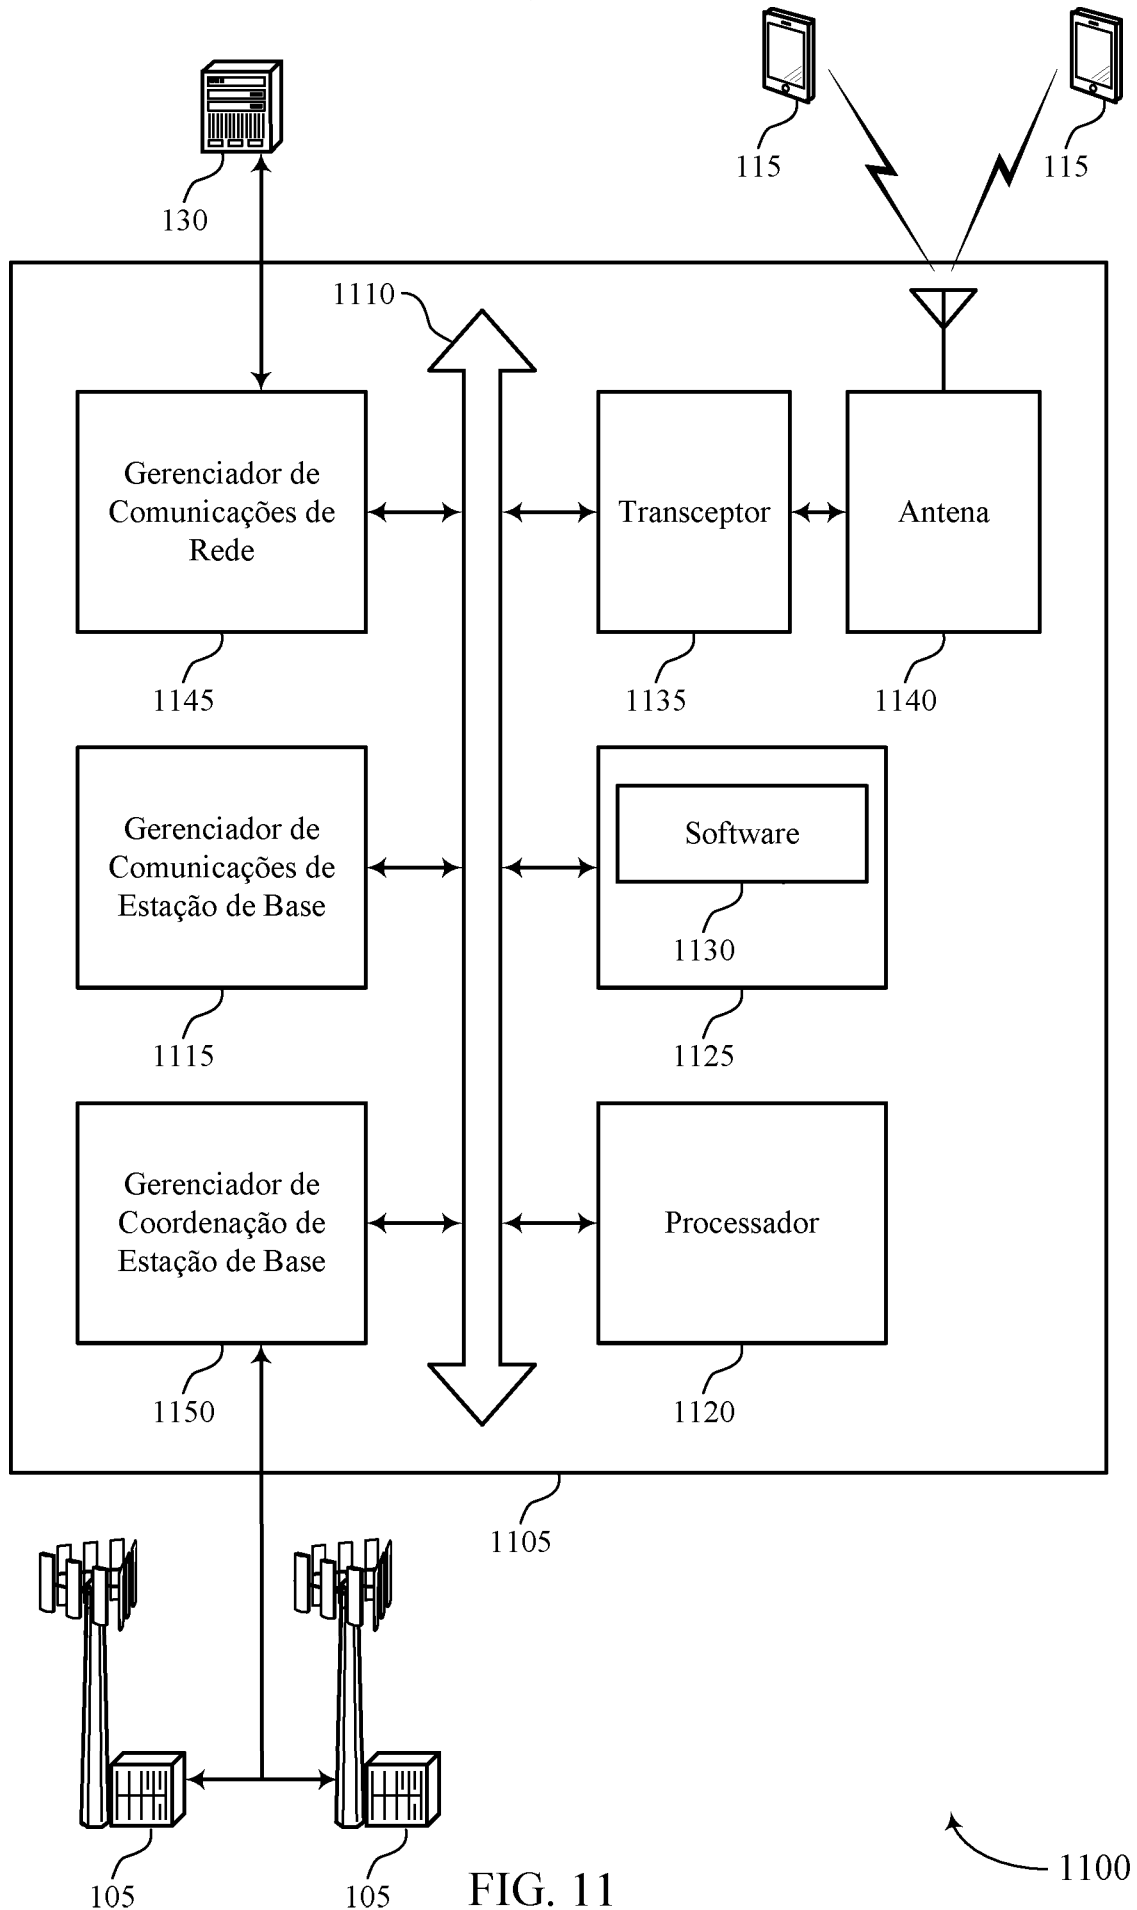 115
115
130
1110
Gerenciador de
Comunicações de
Rede
Transceptor
Antena
1145
1135
1140
Gerenciador de
Comunicações de
Estação de Base
Software
1130
1115
1125
Gerenciador de
Coordenação de
Estação de Base
Processador
1150
1120
1105
105
105
FIG. 11
1100